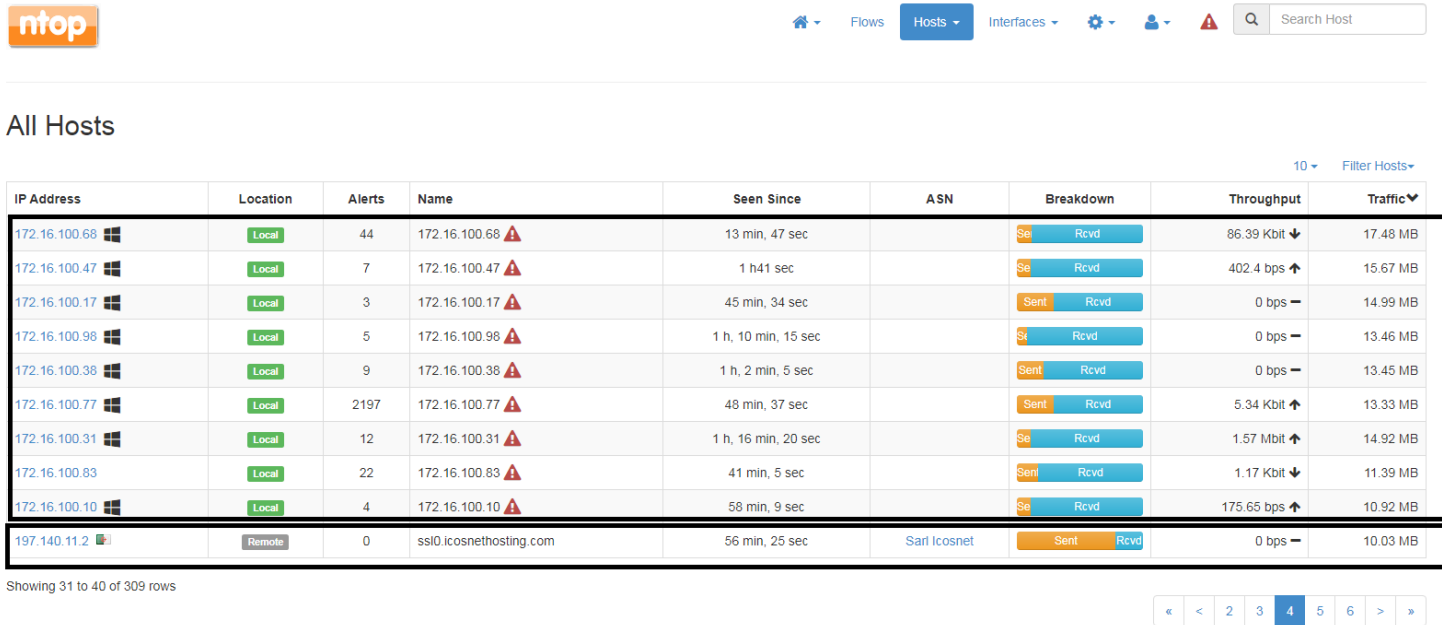 ntop
Flows Hosts Interfaces Search Host
All Hosts
10 Filter Hosts
IP Address Location Alerts Name Seen Since ASN Breakdown Throughput Traffic
172.16.100.68 Local 44 172.16.100.68 13 min, 47 sec Se Rcvd 86.39 Kbit 17.48 MB
172.16.100.47 Local 7 172.16.100.47 1 h41 sec Se Rcvd 402.4 bps 15.67 MB
172.16.100.17 Local 3 172.16.100.17 45 min, 34 sec Sent Rcvd 0 bps 14.99 MB
172.16.100.98 Local 5 172.16.100.98 1 h, 10 min, 15 sec Se Rcvd 0 bps 13.46 MB
172.16.100.38 Local 9 172.16.100.38 1 h, 2 min, 5 sec Sent Rcvd 0 bps 13.45 MB
172.16.100.77 Local 2197 172.16.100.77 48 min, 37 sec Sent Rcvd 5.34 Kbit 13.33 MB
172.16.100.31 Local 12 172.16.100.31 1 h, 16 min, 20 sec Se Rcvd 1.57 Mbit 14.92 MB
172.16.100.83 Local 22 172.16.100.83 41 min, 5 sec Sent Rcvd 1.17 Kbit 11.39 MB
172.16.100.10 Local 4 172.16.100.10 58 min, 9 sec Se Rcvd 175.65 bps 10.92 MB
197.140.11.2 Remote 0 ssl0.icosnethosting.com 56 min, 25 sec Sarl Icosnet Sent Rcvd 0 bps 10.03 MB
Showing 31 to 40 of 309 rows
« < 2 3 4 5 6 > »